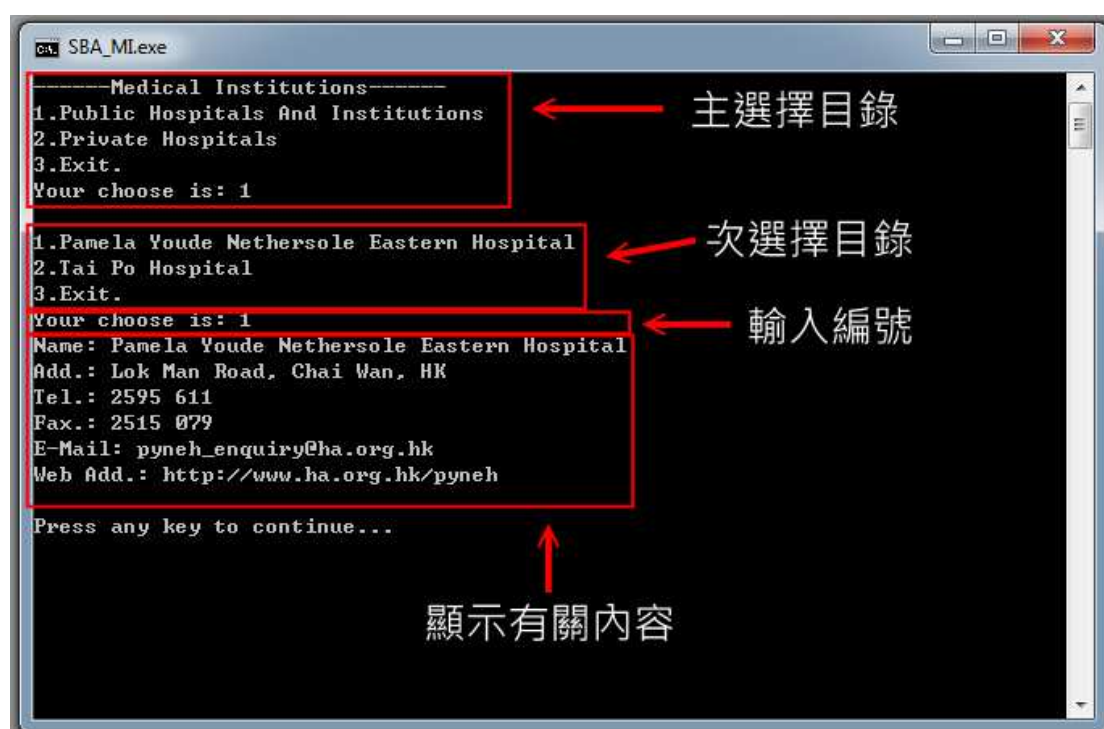 SBA_MI.exe
------Medical Institutions------
1.Public Hospitals And Institutions
2.Private Hospitals
3.Exit.
Your choose is: 1
主選擇目錄
1.Pamela Youde Nethersole Eastern Hospital
2.Tai Po Hospital
3.Exit.
次選擇目錄
Your choose is: 1
輸入編號
Name: Pamela Youde Nethersole Eastern Hospital
Add.: Lok Man Road, Chai Wan, HK
Tel.: 2595 611
Fax.: 2515 079
E-Mail: pyneh_enquiry@ha.org.hk
Web Add.: http://www.ha.org.hk/pyneh
Press any key to continue...
顯示有關內容